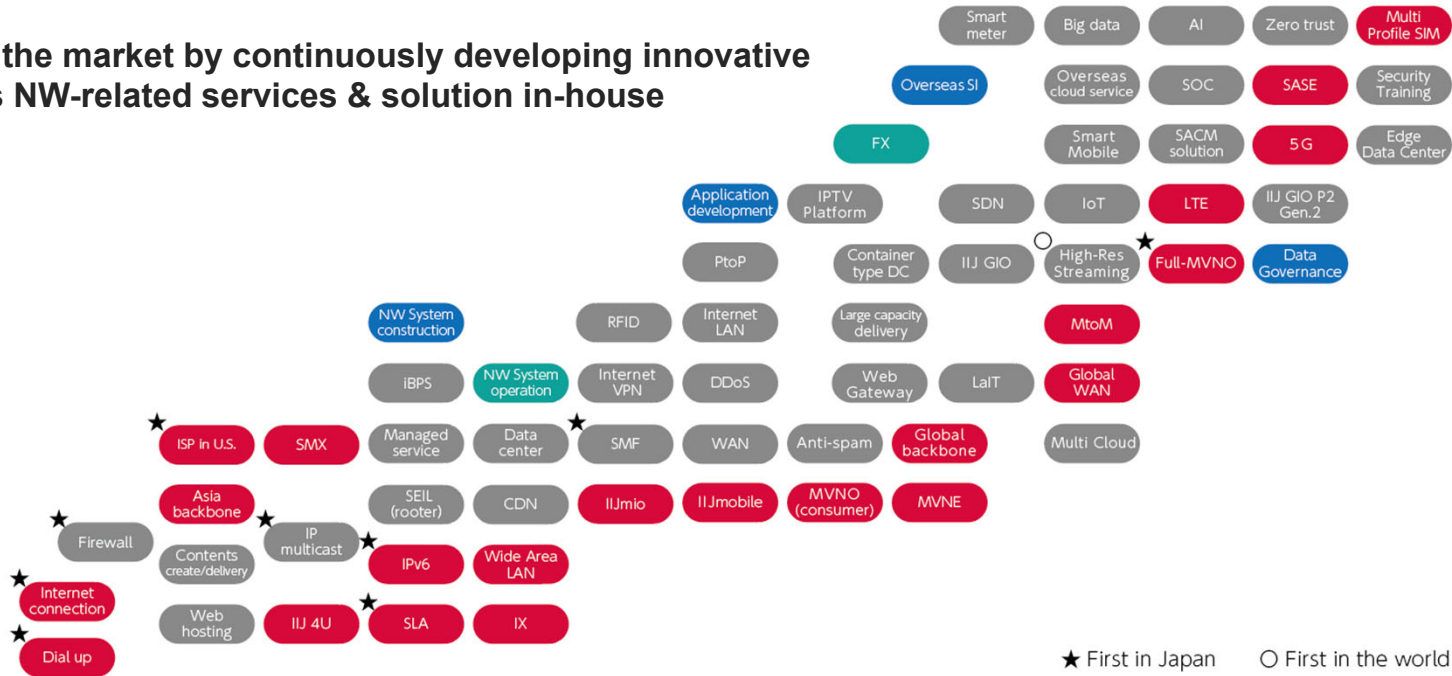 the market by continuously developing innovative
NW-related services & solution in-house
Smart
meter
Big data
AI
Zero trust
Multi
Profile SIM
Overseas SI
Overseas
cloud service
SOC
SASE
Security
Training
FX
Smart
Mobile
SACM
solution
5G
Edge
Data Center
Application
development
IPTV
Platform
SDN
IoT
LTE
IIJ GIO P2
Gen.2
PtoP
Container
type DC
IIJ GIO
○
High-Res
Streaming
★
Full-MVNO
Data
Governance
NW System
construction
RFID
Internet
LAN
Large capacity
delivery
MtoM
iBPS
NW System
operation
Internet
VPN
DDoS
Web
Gateway
LaIT
Global
WAN
★
ISP in U.S.
SMX
Managed
service
Data
center
★
SMF
WAN
Anti-spam
Global
backbone
Multi Cloud
Asia
backbone
SEIL
(rooter)
CDN
IIJmio
IIJmobile
MVNO
(consumer)
MVNE
★
Firewall
Contents
create/delivery
★
IP
multicast
★
IPv6
Wide Area
LAN
★
Internet
connection
Web
hosting
IIJ 4U
★
SLA
IX
★
Dial up
★ First in Japan
○ First in the world